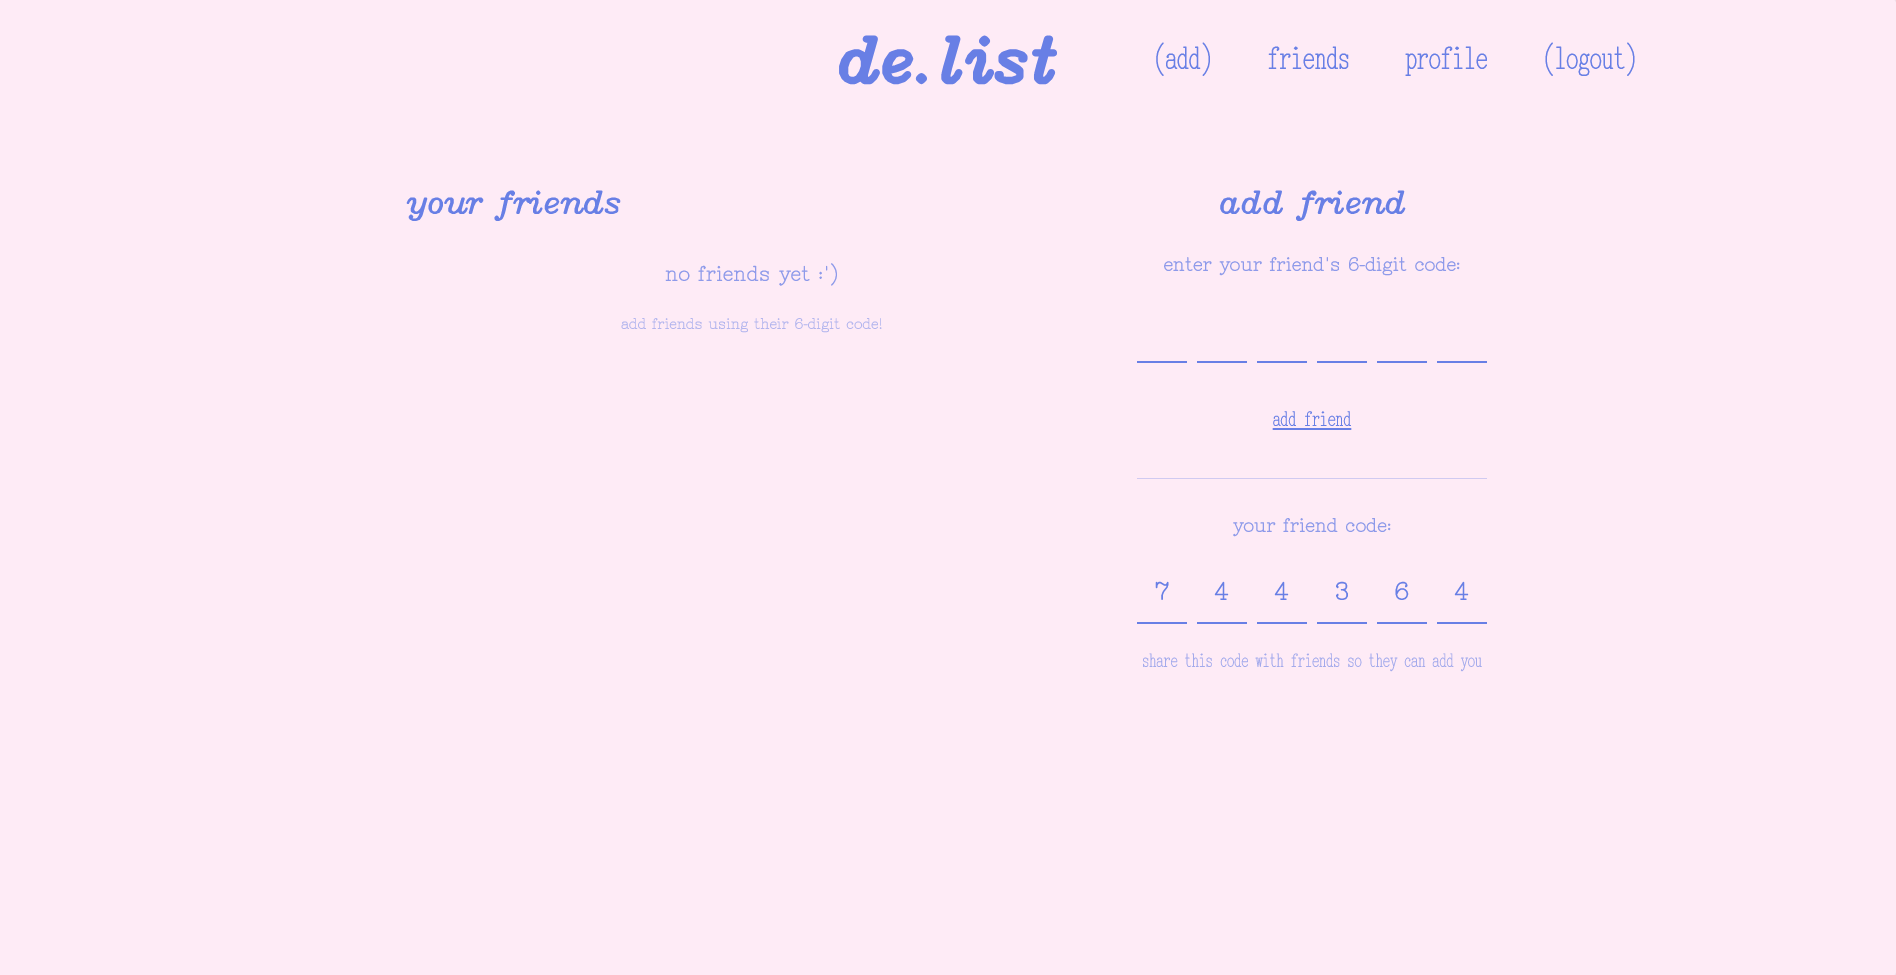 de.list
(add) friends profile (logout)
your friends
no friends yet :')
add friends using their 6-digit code!
add friend
enter your friend's 6-digit code:
add friend
your friend code:
7 4 4 3 6 4
share this code with friends so they can add you